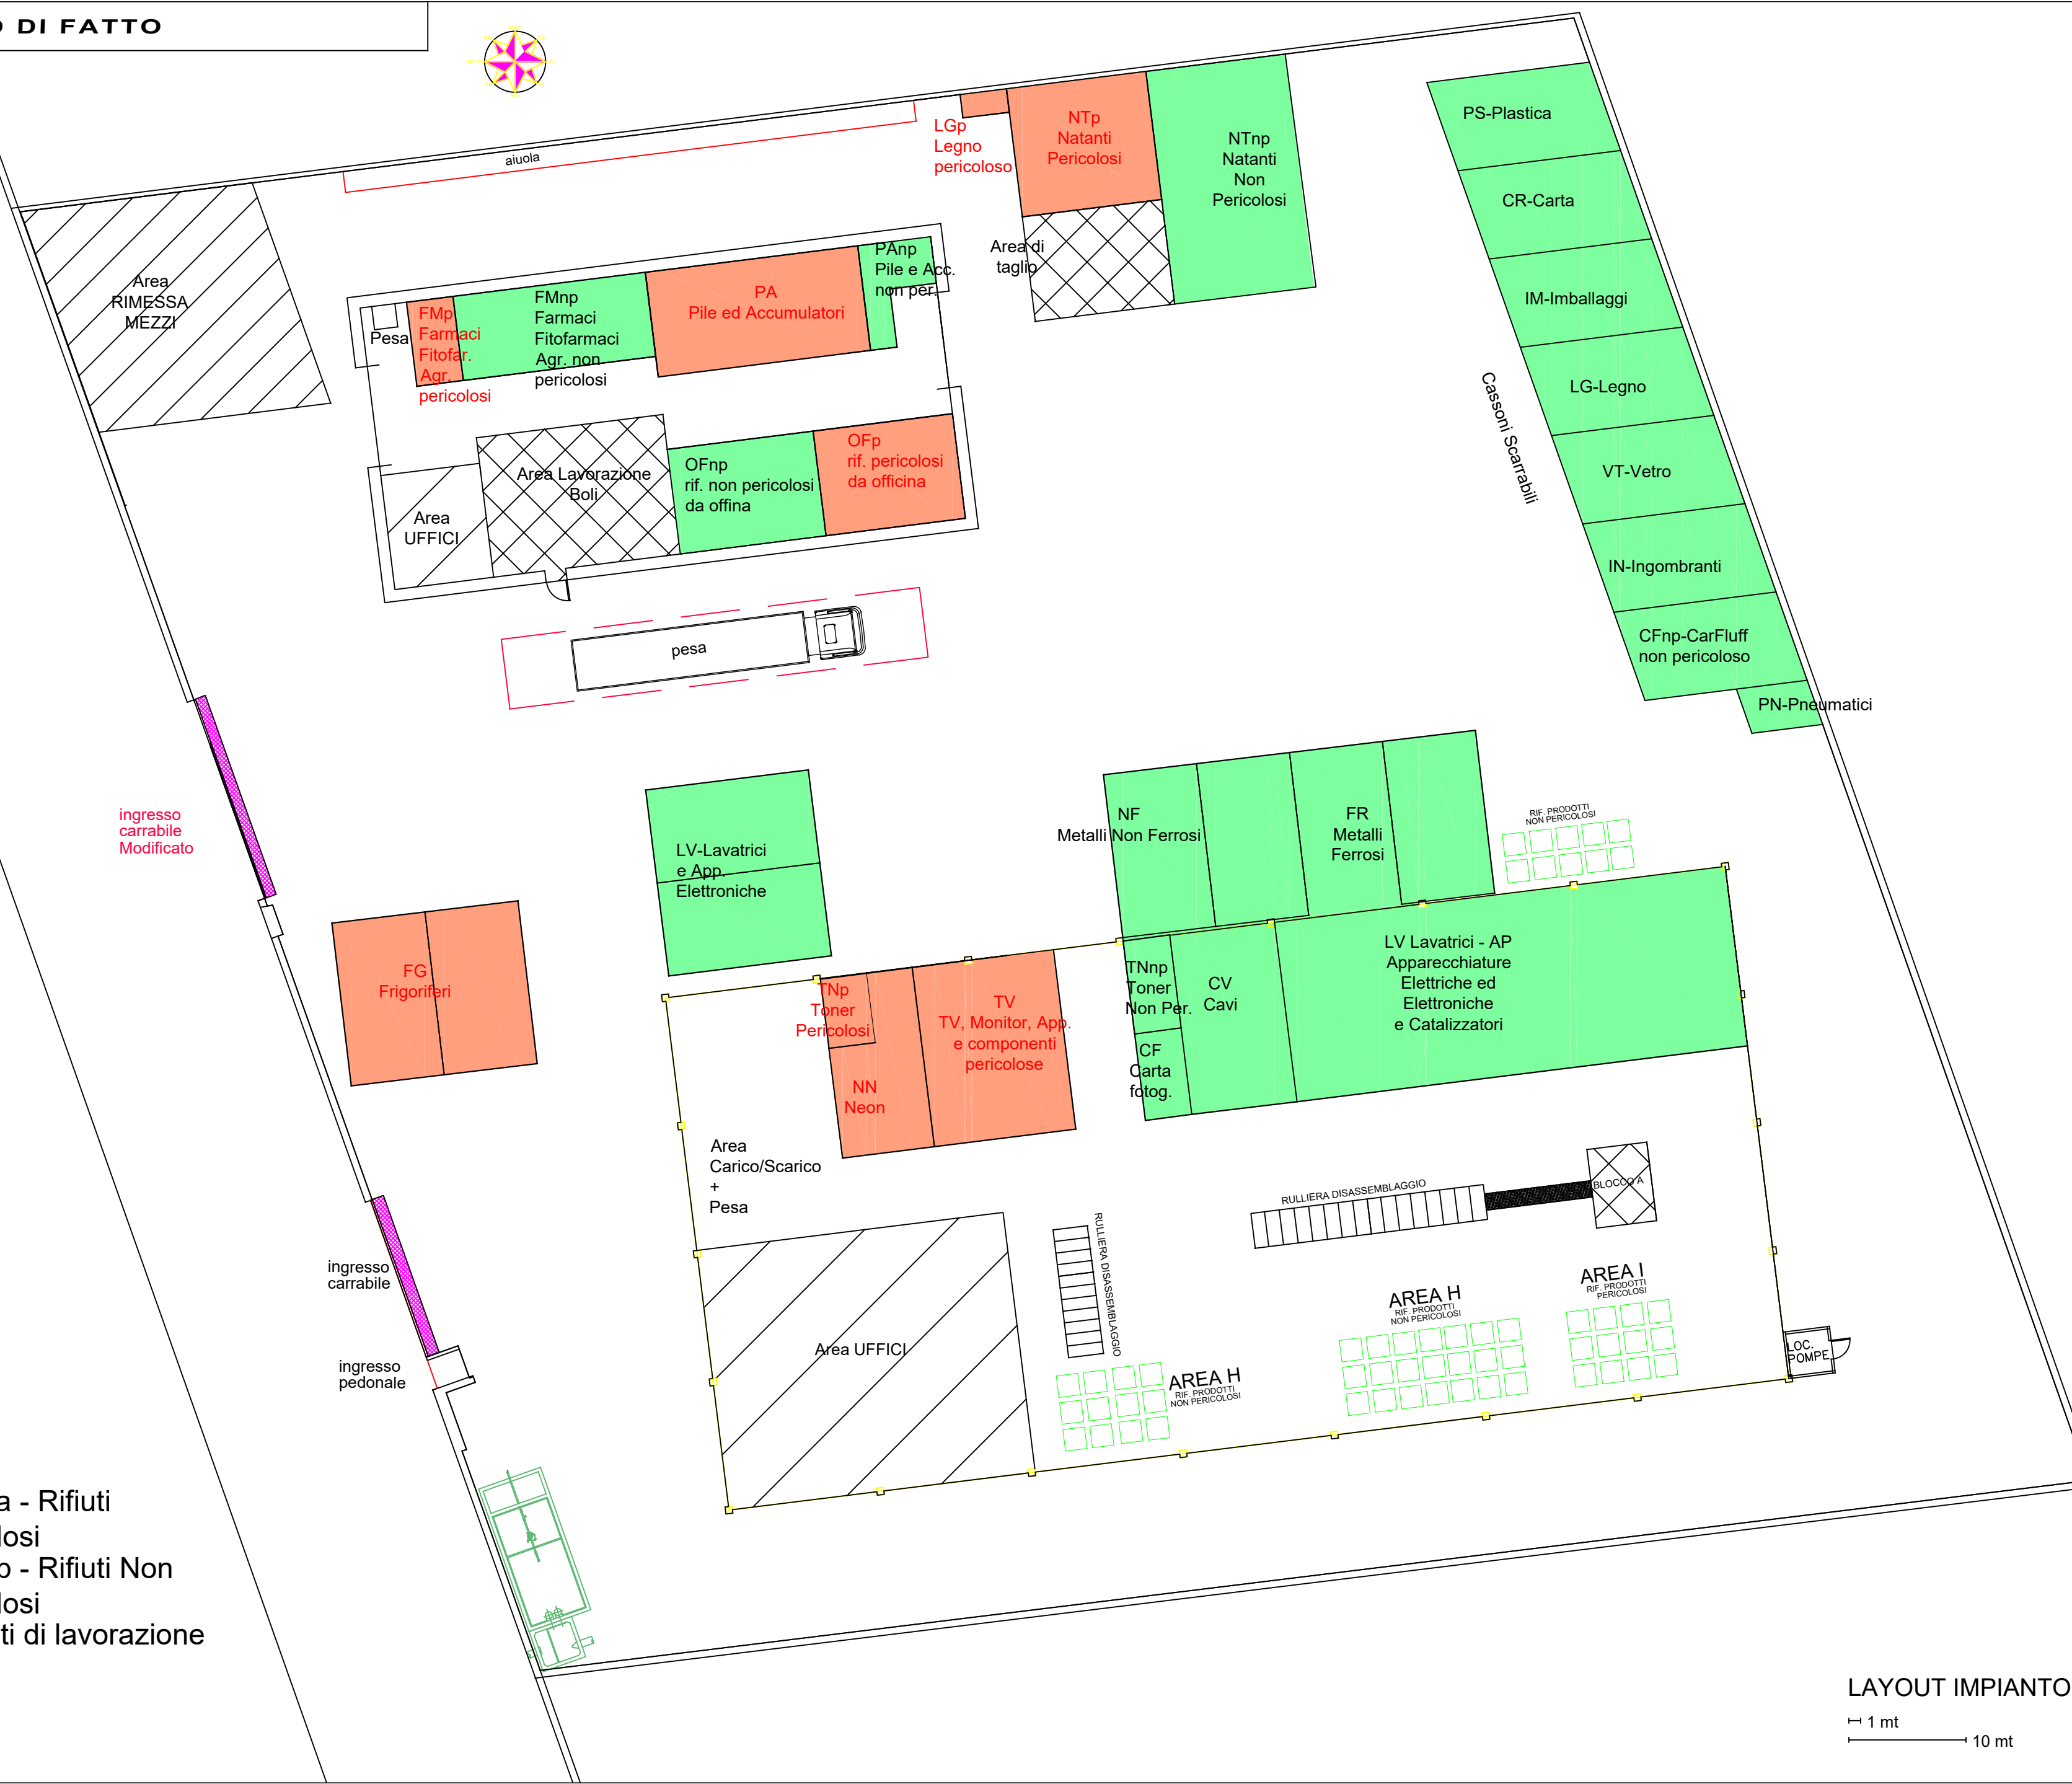 DI FATTO
aiuola
LGp
Legno
pericoloso
NTp
Natanti
Pericolosi
NTnp
Natanti
Non
Pericolosi
PS-Plastica
CR-Carta
IM-Imballaggi
LG-Legno
VT-Vetro
IN-Ingombranti
CFnp-CarFluff
non pericoloso
PN-Pneumatici
Cassoni Scarrabili
Area di
taglio
Area
RIMESSA
MEZZI
Pesa
FMp
Farmaci
Fitofar.
Agr.
pericolosi
FMnp
Farmaci
Fitofarmaci
Agr. non
pericolosi
PA
Pile ed Accumulatori
PAnp
Pile e Acc.
non per.
Area
UFFICI
Area Lavorazione
Boli
OFnp
rif. non pericolosi
da offina
OFp
rif. pericolosi
da officina
pesa
ingresso
carrabile
Modificato
LV-Lavatrici
e App.
Elettroniche
NF
Metalli Non Ferrosi
FR
Metalli
Ferrosi
RIF. PRODOTTI
NON PERICOLOSI
FG
Frigoriferi
TNp
Toner
Pericolosi
NN
Neon
TV
TV, Monitor, App.
e componenti
pericolose
TNnp
Toner
Non Per.
CF
Carta
fotog.
CV
Cavi
LV Lavatrici - AP
Apparecchiature
Elettriche ed
Elettroniche
e Catalizzatori
Area
Carico/Scarico
+
Pesa
RULLIERA DISASSEMBLAGGIO
BLOCCO A
RULLIERA DISASSEMBLAGGIO
ingresso
carrabile
ingresso
pedonale
Area UFFICI
AREA H
RIF. PRODOTTI
NON PERICOLOSI
AREA H
RIF. PRODOTTI
NON PERICOLOSI
AREA I
RIF. PRODOTTI
PERICOLOSI
LOC.
POMPE
a - Rifiuti
losi
p - Rifiuti Non
losi
ti di lavorazione
LAYOUT IMPIANTO
1 mt
10 mt